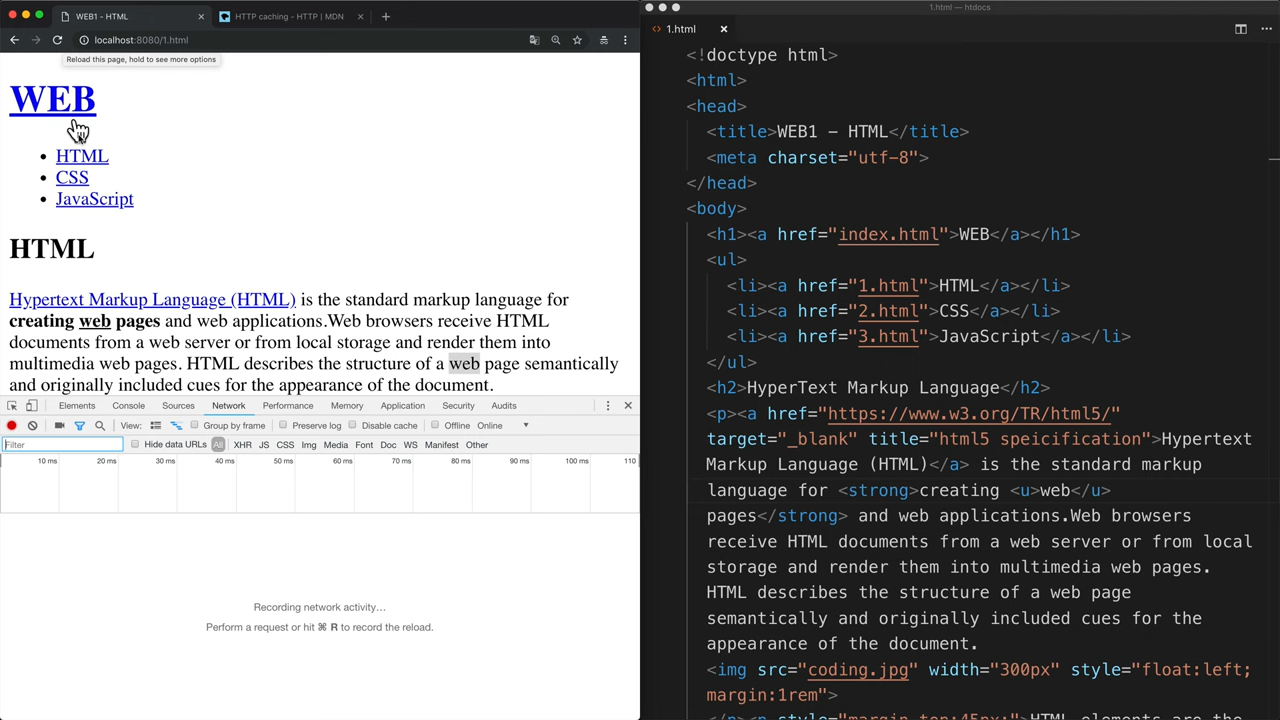 WEB1 - HTML
HTTP caching - HTTP | MDN
localhost:8080/1.html
Reload this page, hold to see more options
WEB
HTML
CSS
JavaScript
HTML
Hypertext Markup Language (HTML) is the standard markup language for
creating web pages and web applications.Web browsers receive HTML
documents from a web server or from local storage and render them into
multimedia web pages. HTML describes the structure of a web page semantically
and originally included cues for the appearance of the document.
Elements Console Sources Network Performance Memory Application Security Audits
View: Group by frame Preserve log Disable cache Offline Online
Filter Hide data URLs All XHR JS CSS Img Media Font Doc WS Manifest Other
10 ms 20 ms 30 ms 40 ms 50 ms 60 ms 70 ms 80 ms 90 ms 100 ms 110
Recording network activity…
Perform a request or hit ⌘ R to record the reload.
1.html — htdocs
1.html
<!doctype html>
<html>
<head>
<title>WEB1 - HTML</title>
<meta charset="utf-8">
</head>
<body>
<h1><a href="index.html">WEB</a></h1>
<ul>
<li><a href="1.html">HTML</a></li>
<li><a href="2.html">CSS</a></li>
<li><a href="3.html">JavaScript</a></li>
</ul>
<h2>HyperText Markup Language</h2>
<p><a href="https://www.w3.org/TR/html5/"
target="_blank" title="html5 speicification">Hypertext
Markup Language (HTML)</a> is the standard markup
language for <strong>creating <u>web</u>
pages</strong> and web applications.Web browsers
receive HTML documents from a web server or from local
storage and render them into multimedia web pages.
HTML describes the structure of a web page
semantically and originally included cues for the
appearance of the document.
<img src="coding.jpg" width="300px" style="float:left;
margin:1rem">
</p><p style="margin-top:45px;">HTML elements are the